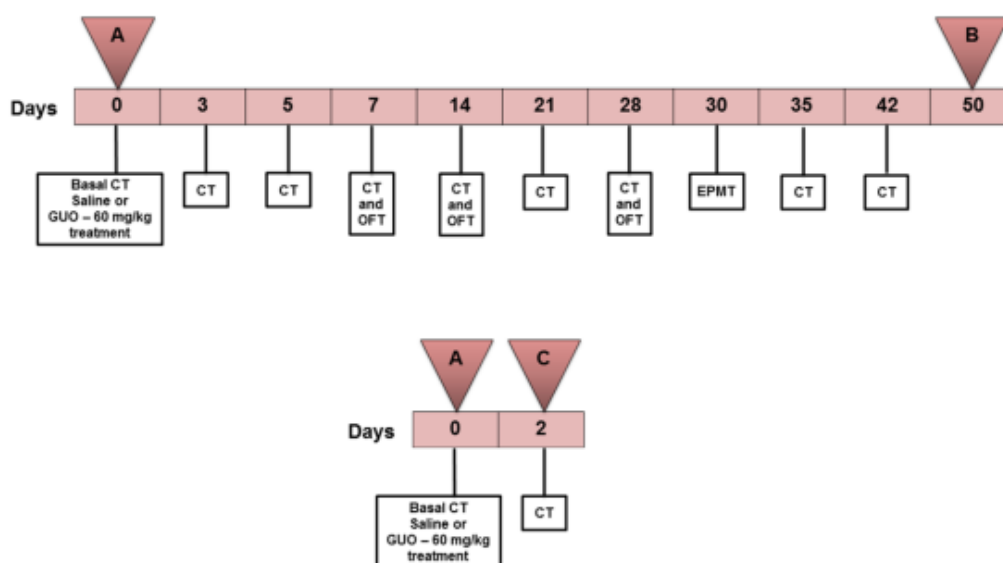 A B
Days 0 3 5 7 14 21 28 30 35 42 50
Basal CT
Saline or
GUO – 60 mg/kg
treatment
CT
CT
CT
and
OFT
CT
and
OFT
CT
CT
and
OFT
EPMT
CT
CT
A C
Days 0 2
Basal CT
Saline or
GUO – 60 mg/kg
treatment
CT